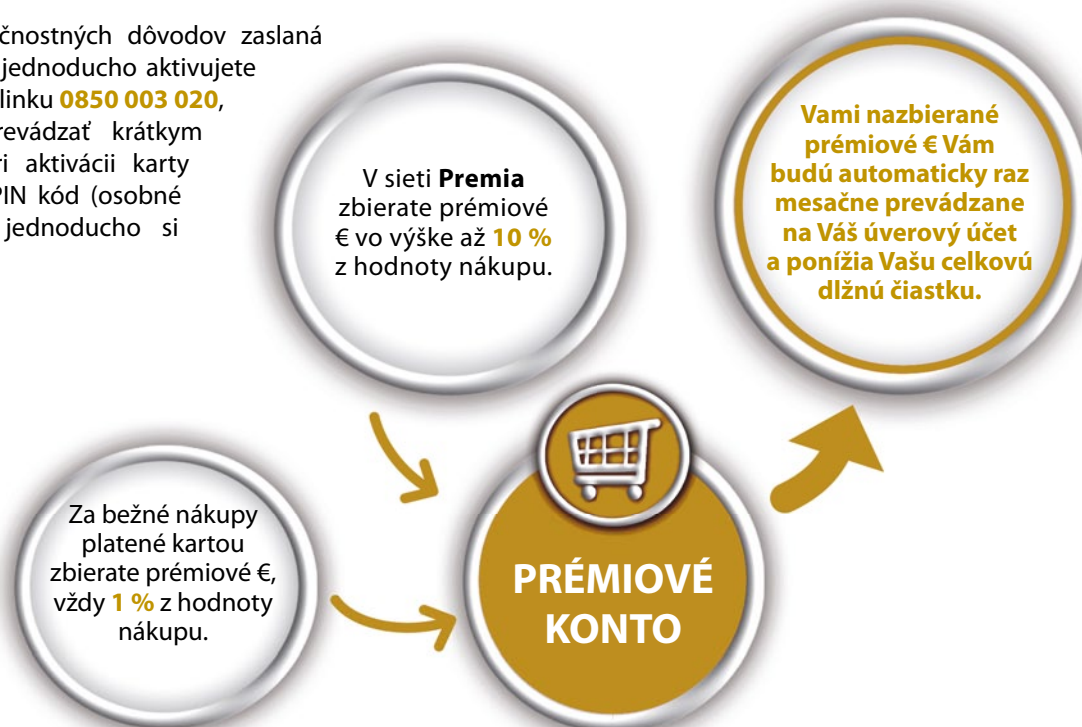 čnostných dôvodov zaslaná
jednoducho aktivujete
linku 0850 003 020,
revádzať krátkym
ri aktivácii karty
PIN kód (osobné
jednoducho si
V sieti Premia
zbierate prémiové
€ vo výške až 10 %
z hodnoty nákupu.
Vami nazbierané
prémiové € Vám
budú automaticky raz
mesačne prevádzane
na Váš úverový účet
a ponížia Vašu celkovú
dlžnú čiastku.
Za bežné nákupy
platené kartou
zbierate prémiové €,
vždy 1 % z hodnoty
nákupu.
PRÉMIOVÉ
KONTO